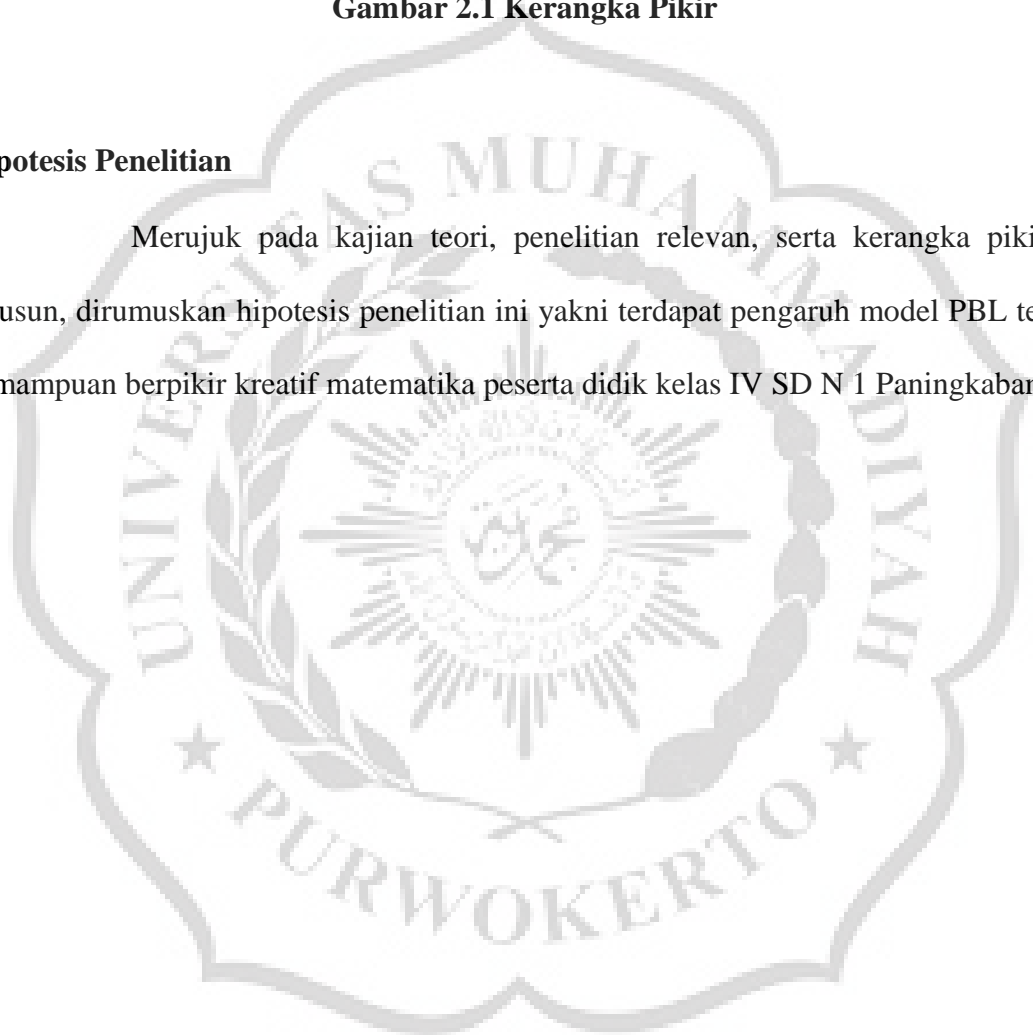 Gambar 2.1 Kerangka Pikir
potesis Penelitian
Merujuk pada kajian teori, penelitian relevan, serta kerangka piki
usun, dirumuskan hipotesis penelitian ini yakni terdapat pengaruh model PBL te
mampuan berpikir kreatif matematika peserta didik kelas IV SD N 1 Paningkaban
UNIVERSITAS MUHAMMADIYAH
PURWOKERTO